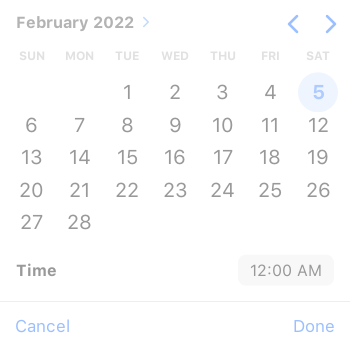 February 2022
SUN MON TUE WED THU FRI SAT
1 2 3 4 5
6 7 8 9 10 11 12
13 14 15 16 17 18 19
20 21 22 23 24 25 26
27 28
Time 12:00 AM
Cancel Done